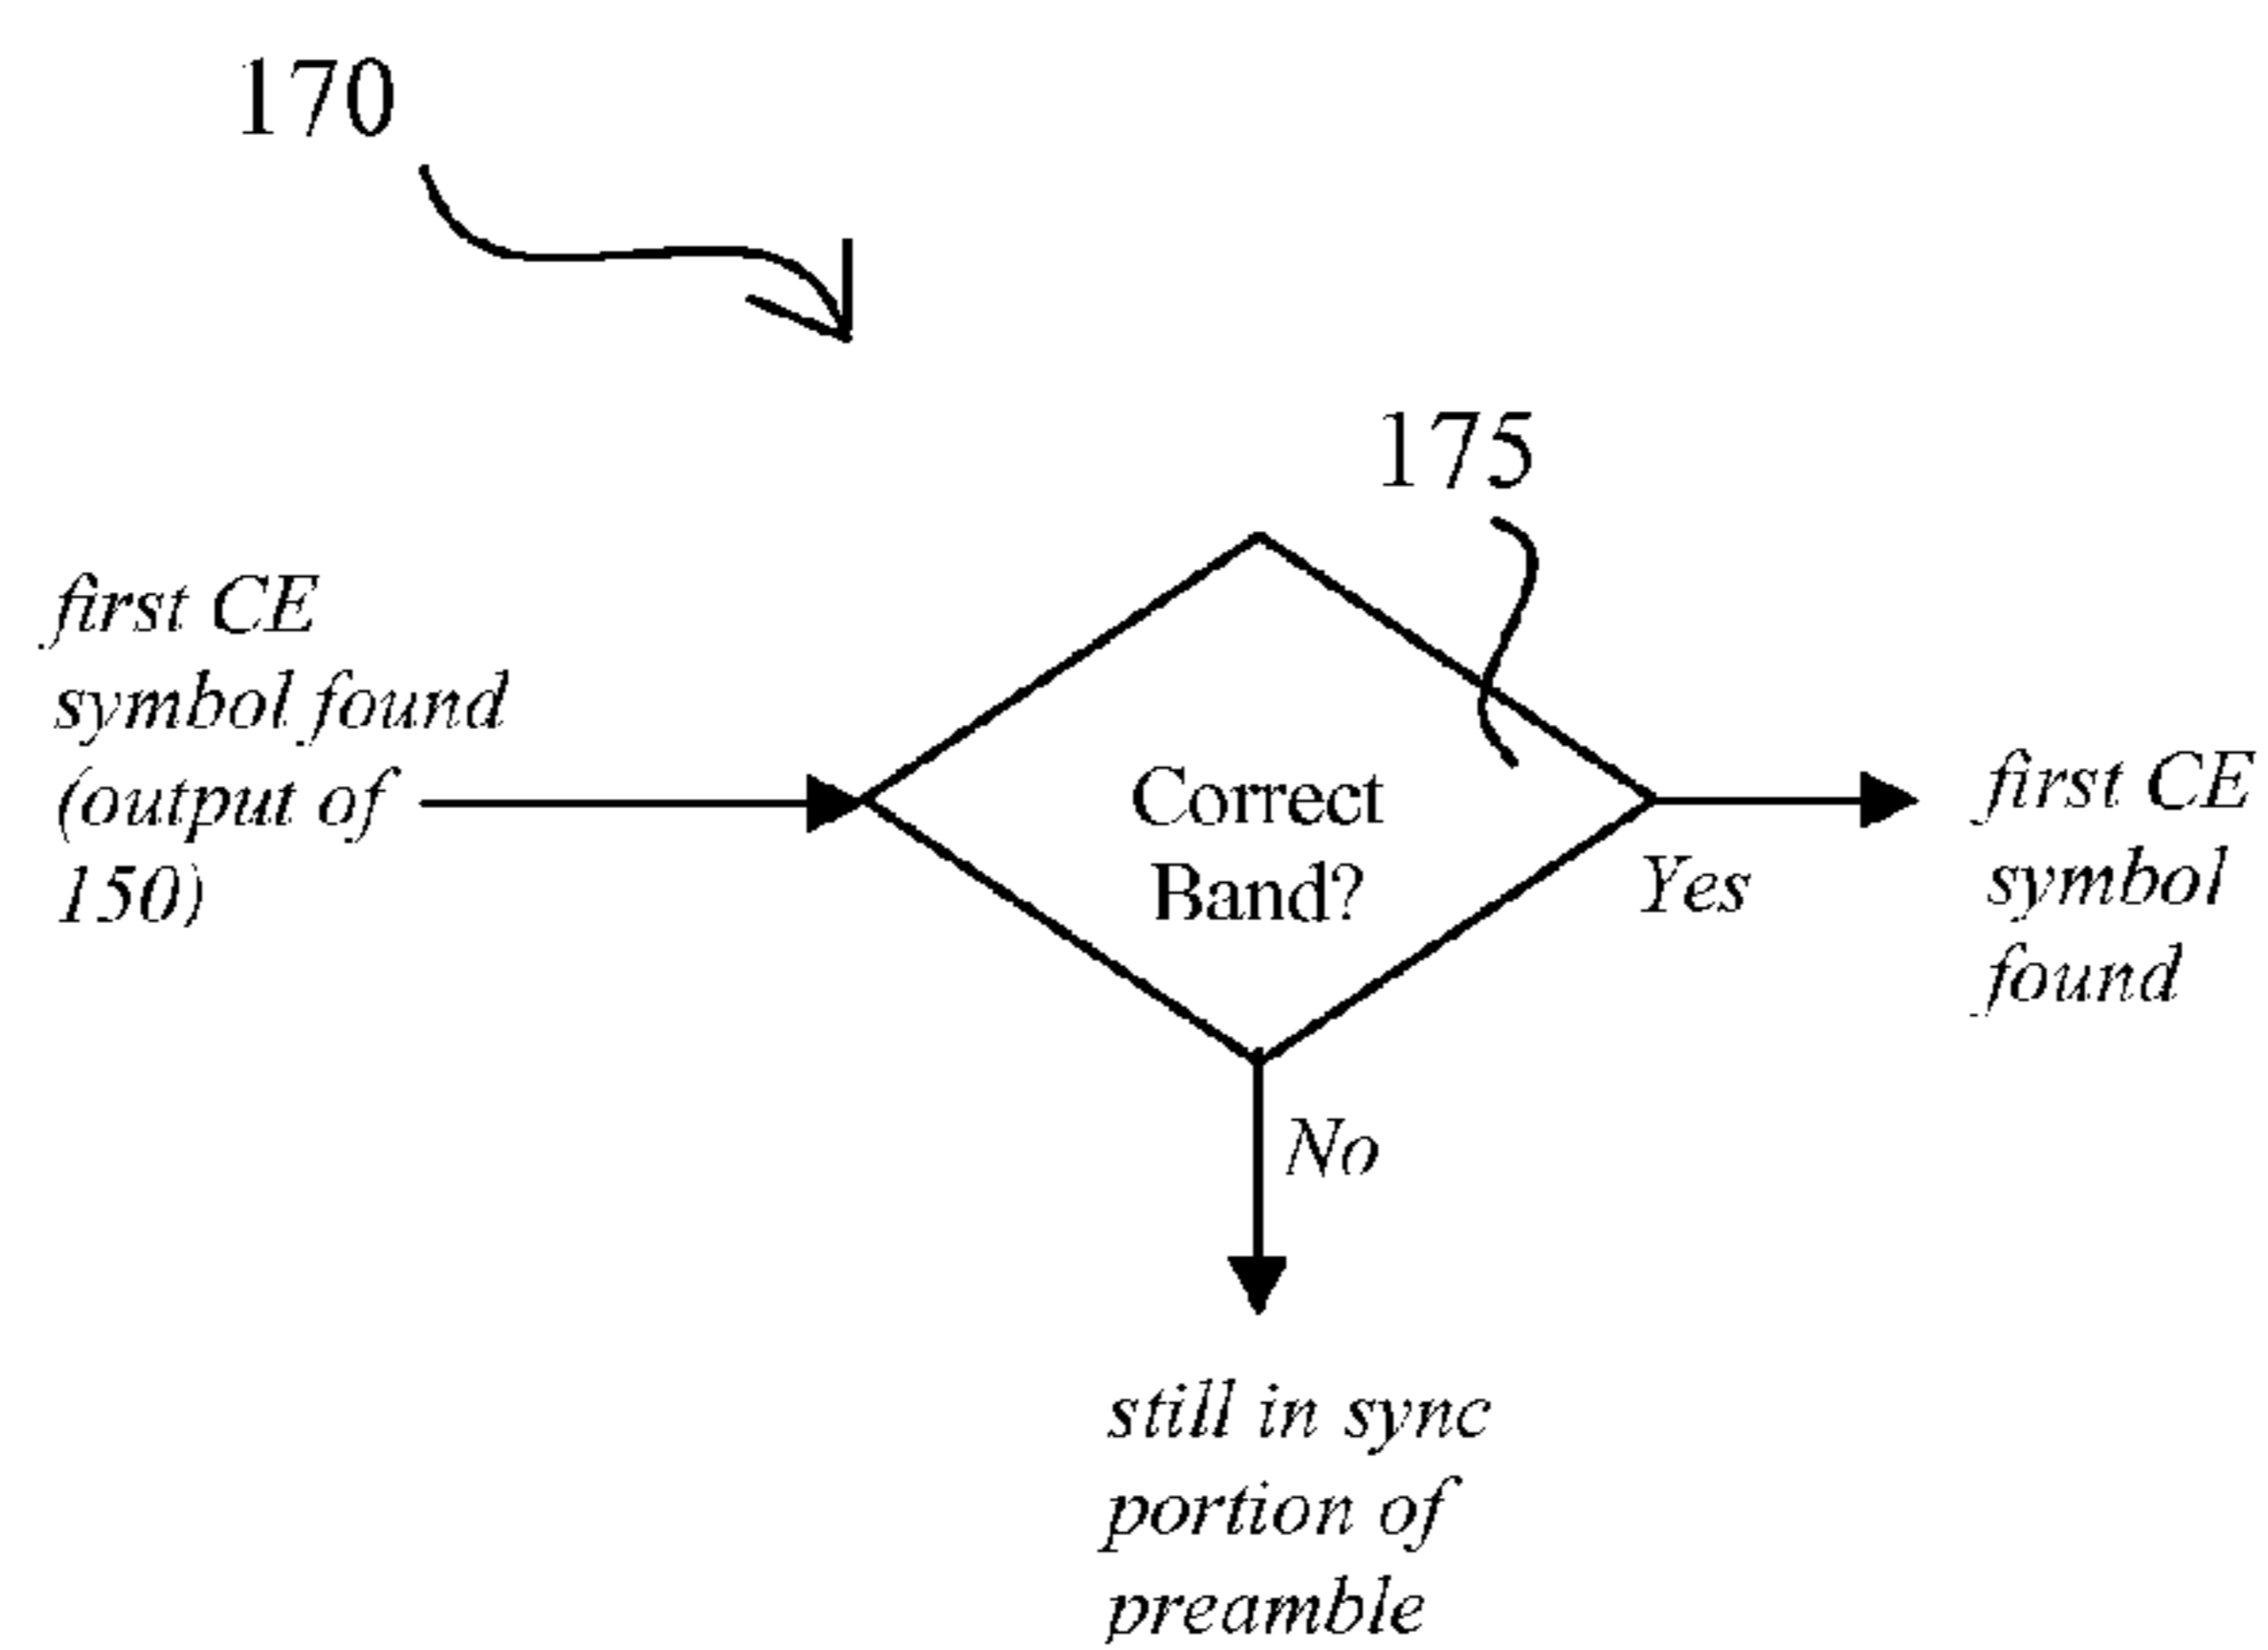 170
175
first CE
symbol found
(output of
150)
Correct
Band?
Yes
first CE
symbol
found
No
still in sync
portion of
preamble